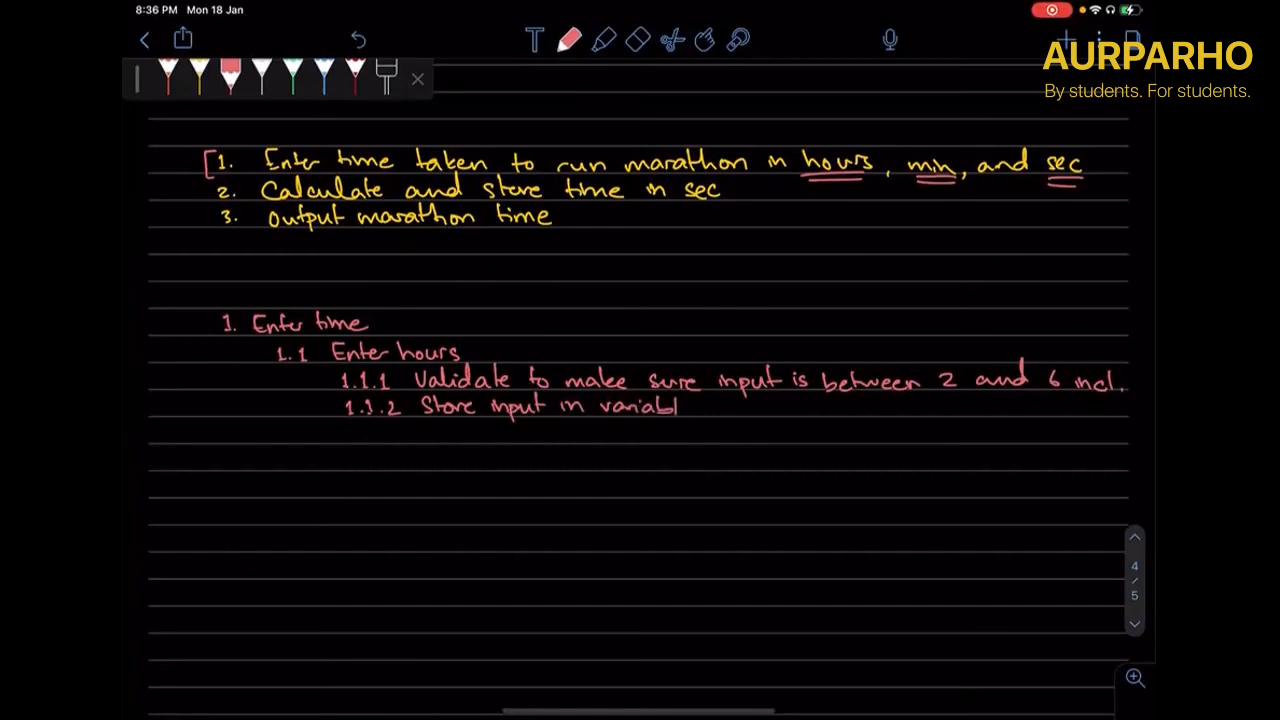 8:36 PM Mon 18 Jan
AURPARHO
By students. For students.
1. Enter time taken to run marathon in hours, min, and sec
2. Calculate and store time in sec
3. Output marathon time
1. Enter time
1.1 Enter hours
1.1.1 Validate to make sure input is between 2 and 6 incl.
1.1.2 Store input in variabl
4
/
5